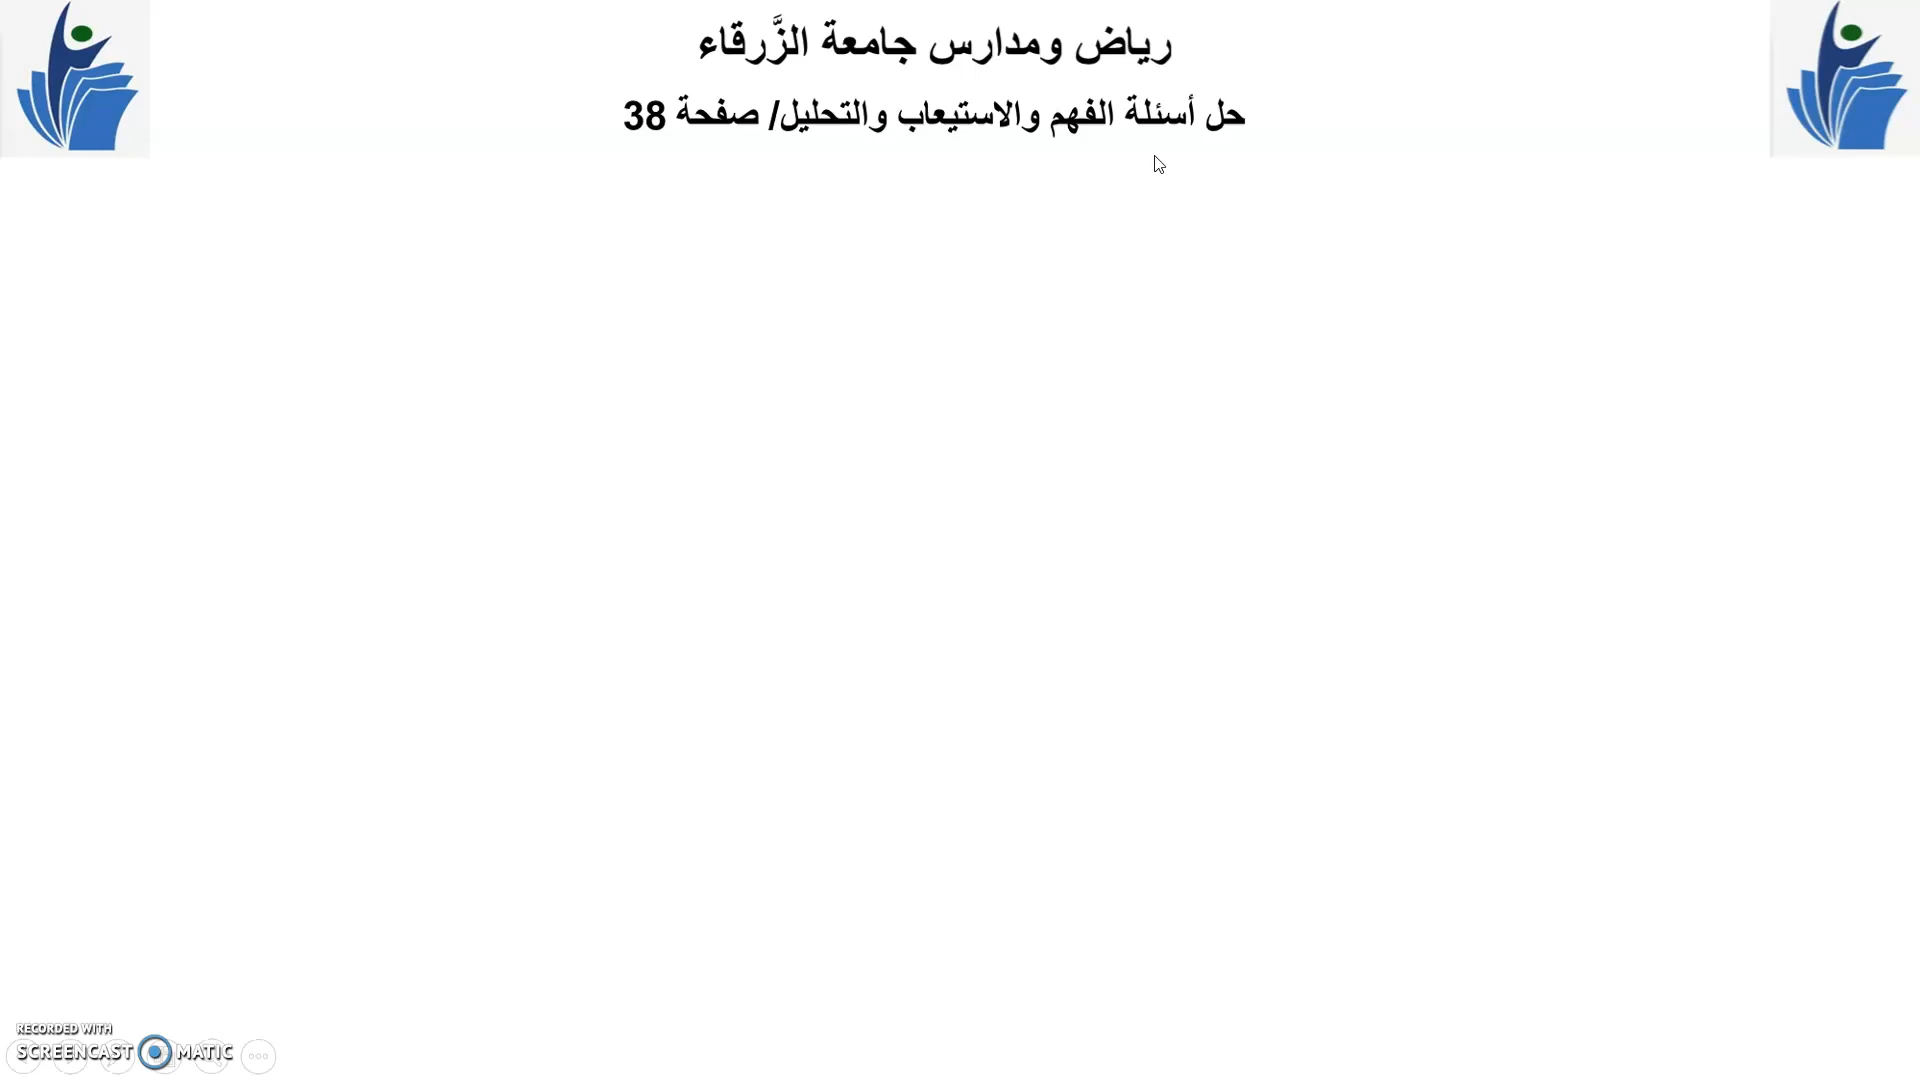 رياض ومدارس جامعة الزَّرقاء
حل أسئلة الفهم والاستيعاب والتحليل/ صفحة 38
RECORDED WITH
SCREENCAST MATIC